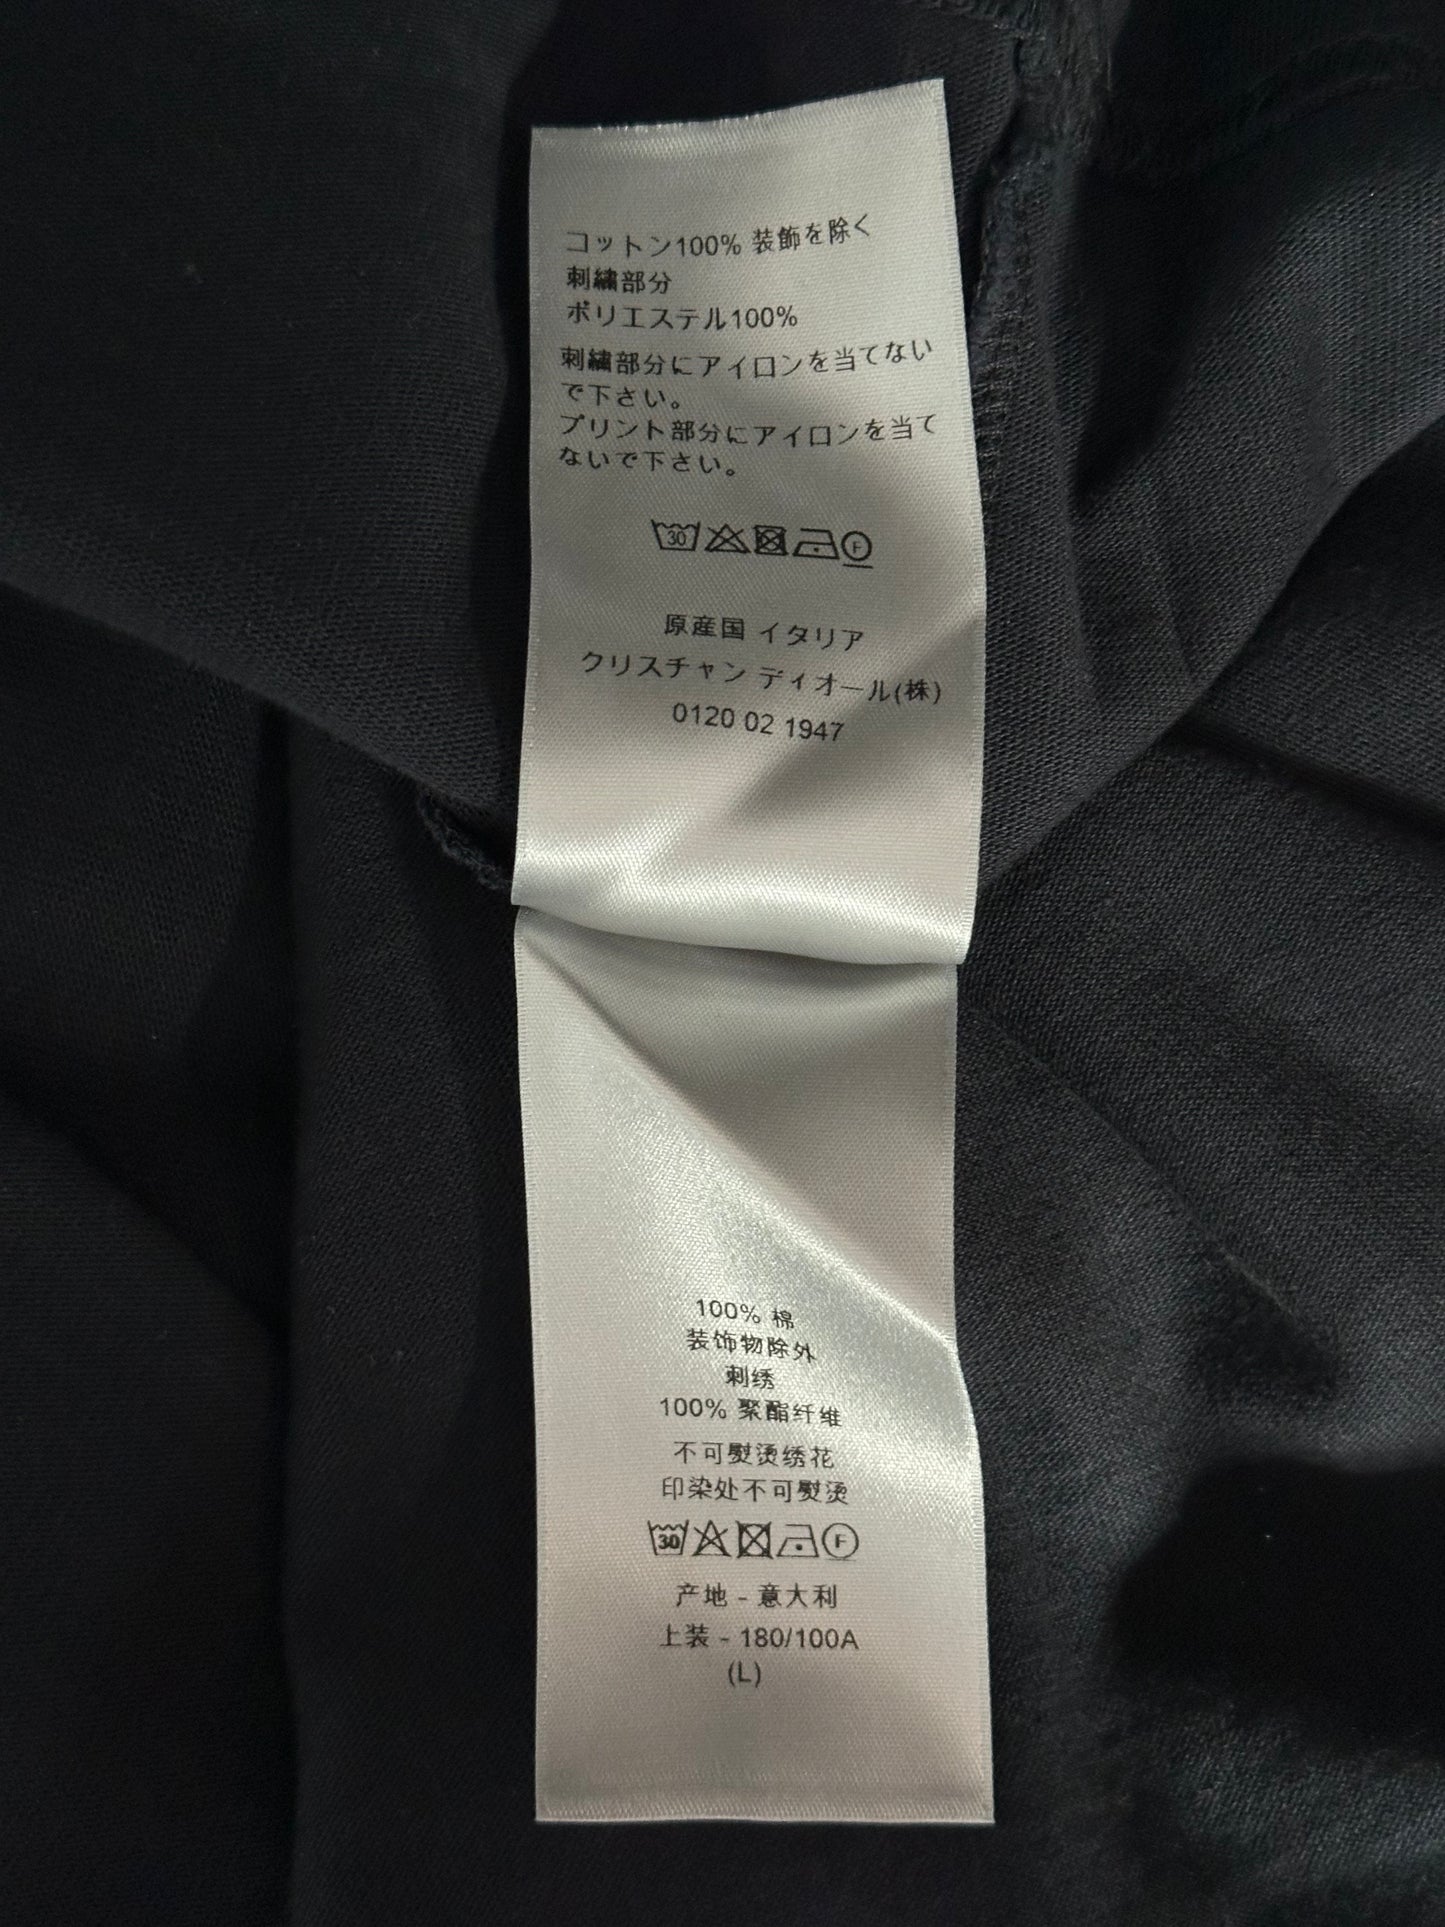 コットン100% 装飾を除く
刺繍部分
ポリエステル100%
刺繍部分にアイロンを当てない
で下さい。
プリント部分にアイロンを当て
ないで下さい。
30 F
原産国 イタリア
クリスチャン ディオール(株)
0120 02 1947
100% 棉
装饰物除外
刺绣
100% 聚酯纤维
不可熨烫绣花
印染处不可熨烫
30 F
产地 - 意大利
上装 - 180/100A
(L)